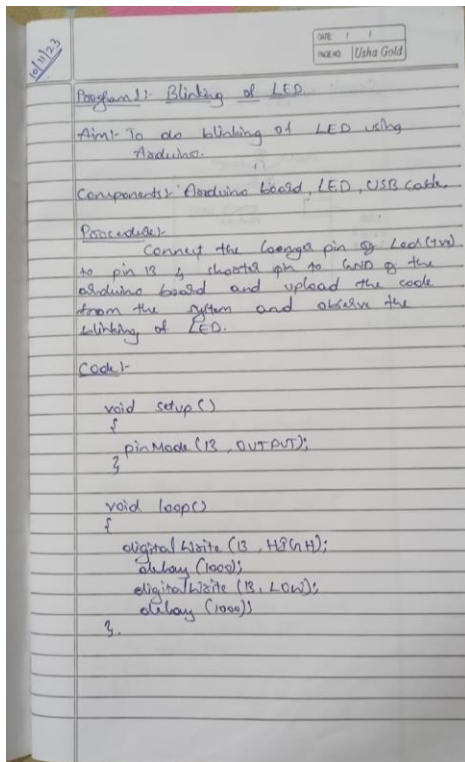 10/11/23
DATE / /
PAGE NO. Usha Gold
Program 1:- Blinking of LED
Aim:- To do blinking of LED using
Arduino.
Components:- Arduino board, LED, USB Cable.
Procedure:-
Connect the Longer pin of Led (+ve)
to pin 13 & shorter pin to GND of the
arduino board and upload the code
from the system and observe the
blinking of LED.
Code:-
void setup()
{
pinMode (13, OUTPUT);
}
void loop()
{
digitalWrite (13, HIGH);
delay (1000);
digitalWrite (13, LOW);
delay (1000);
}.